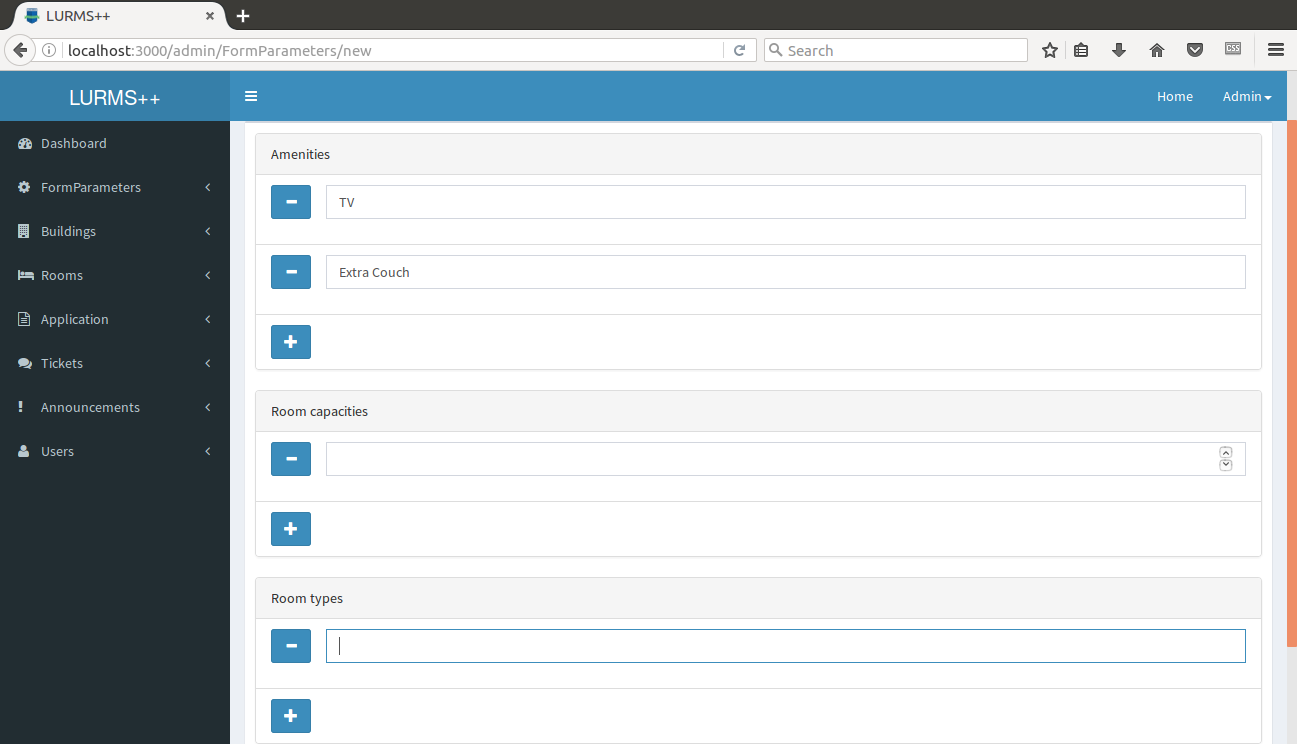 LURMS++
localhost:3000/admin/FormParameters/new
Search
CSS
LURMS++
Home
Admin
Dashboard
FormParameters
Buildings
Rooms
Application
Tickets
Announcements
Users
Amenities
TV
Extra Couch
Room capacities
Room types